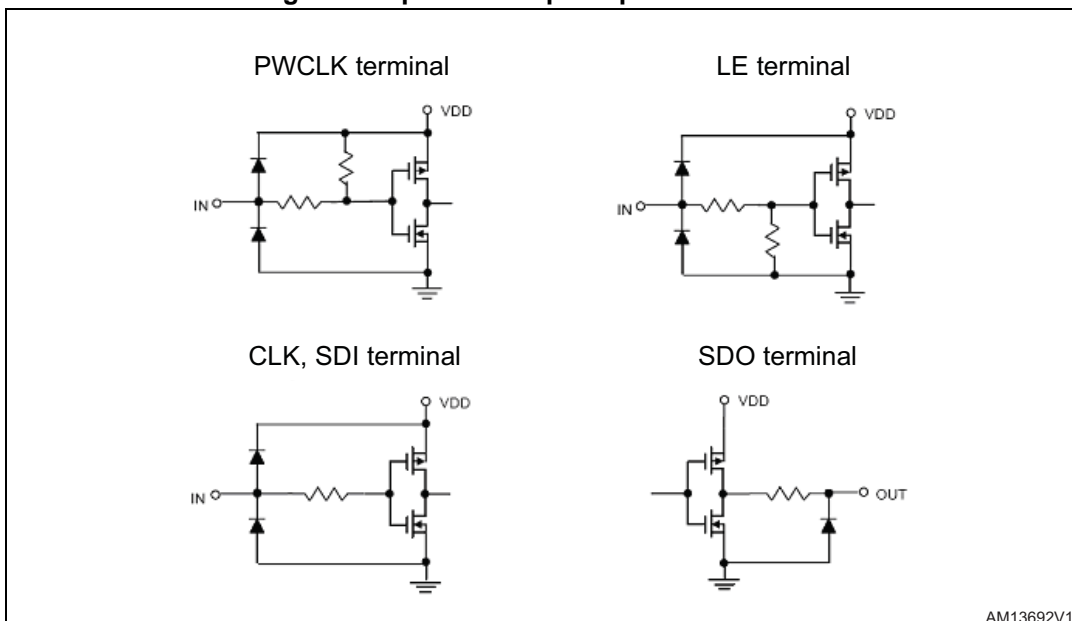 PWCLK terminal
VDD
IN
LE terminal
VDD
IN
CLK, SDI terminal
VDD
IN
SDO terminal
VDD
OUT
AM13692V1